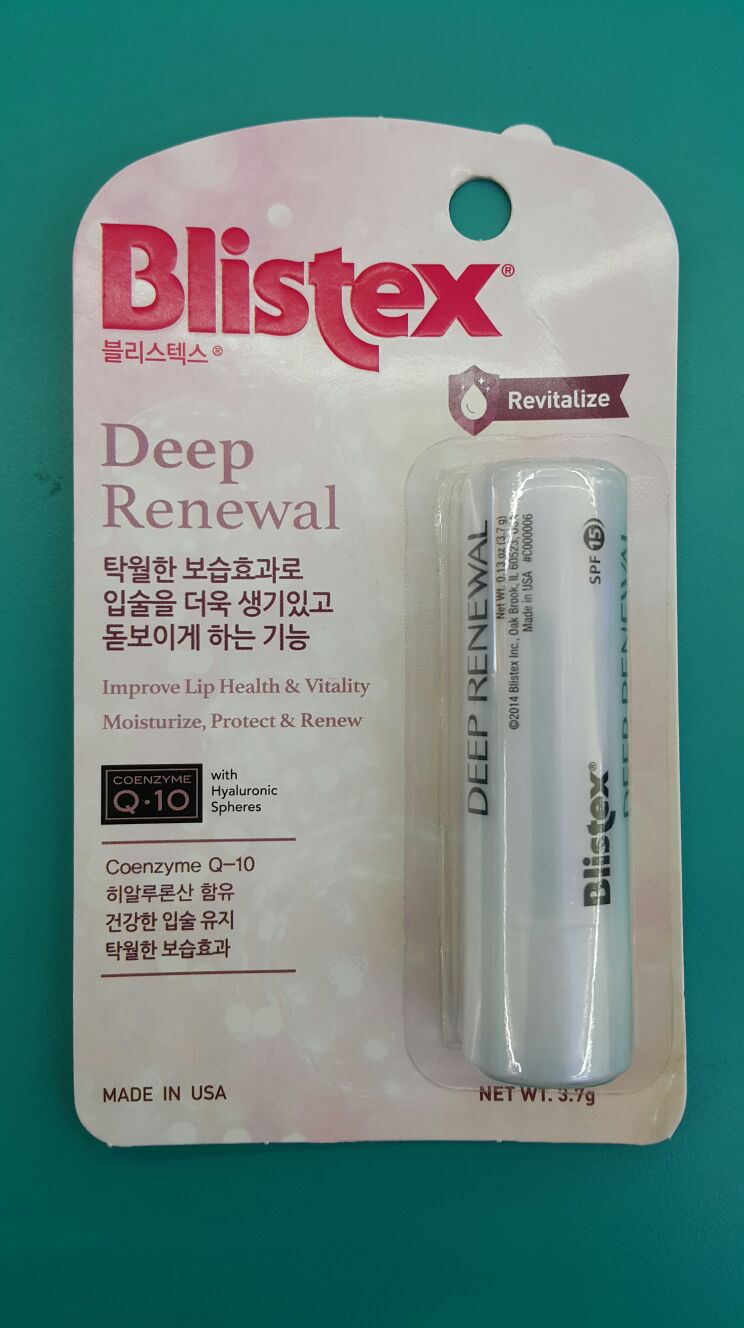 Blistex®
블리스텍스®
Revitalize
Deep
Renewal
탁월한 보습효과로
입술을 더욱 생기있고
돋보이게 하는 기능
Improve Lip Health & Vitality
Moisturize, Protect & Renew
COENZYME
Q·10
with
Hyaluronic
Spheres
Coenzyme Q-10
히알루론산 함유
건강한 입술 유지
탁월한 보습효과
MADE IN USA
NET WT. 3.7g
DEEP RENEWAL
Net Wt. 0.13 oz (3.7 g)
©2014 Blistex Inc., Oak Brook, IL 60523, USA
Made in USA #C000006
SPF 15
Blistex®
DEEP RENEWAL